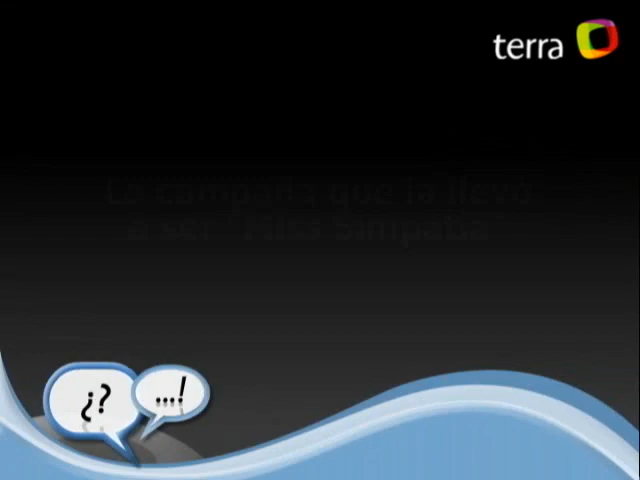 terra
La campaña que la llevó
a ser "Miss Simpatía"
¿?
...!